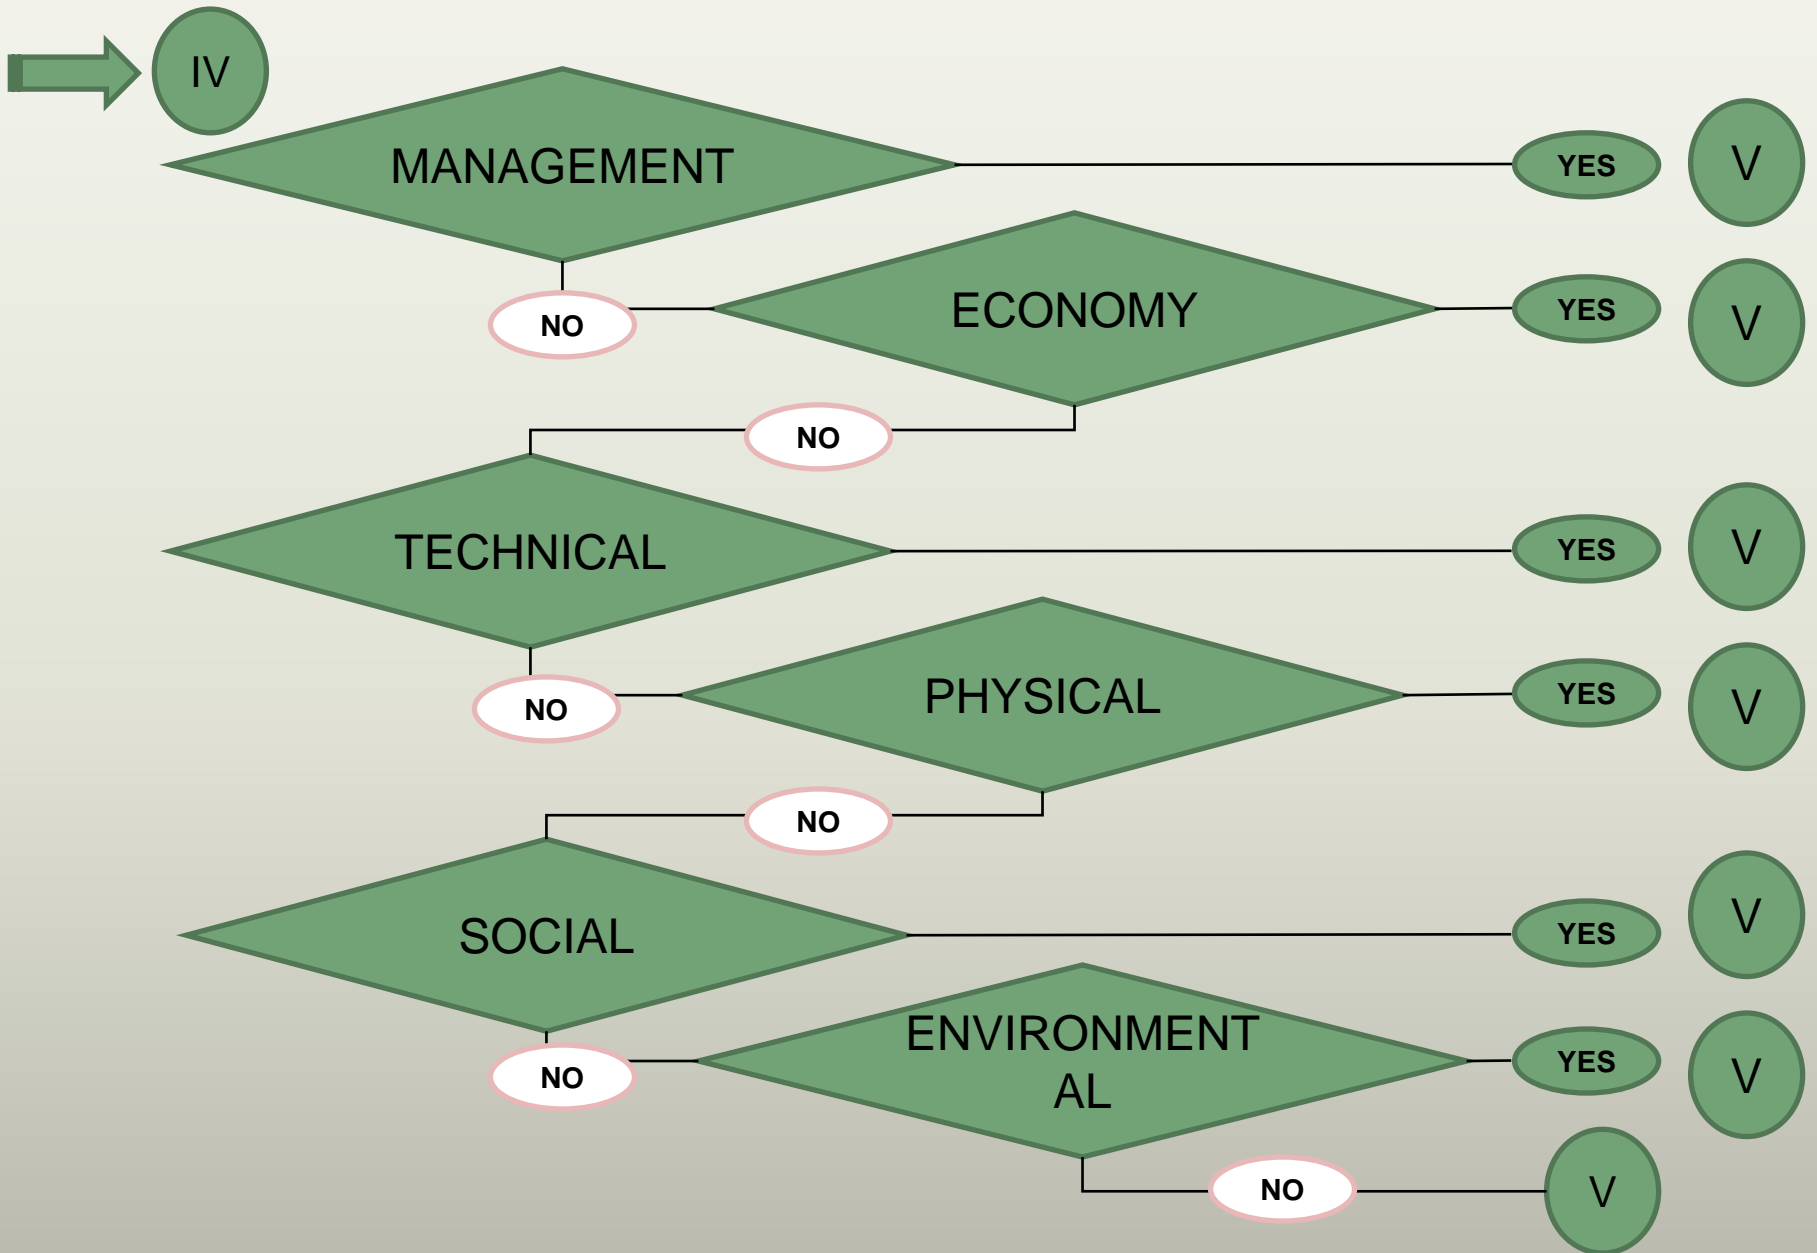 IV
MANAGEMENT
YES
V
NO
ECONOMY
YES
V
NO
TECHNICAL
YES
V
NO
PHYSICAL
YES
V
NO
SOCIAL
YES
V
NO
ENVIRONMENT
AL
YES
V
NO
V